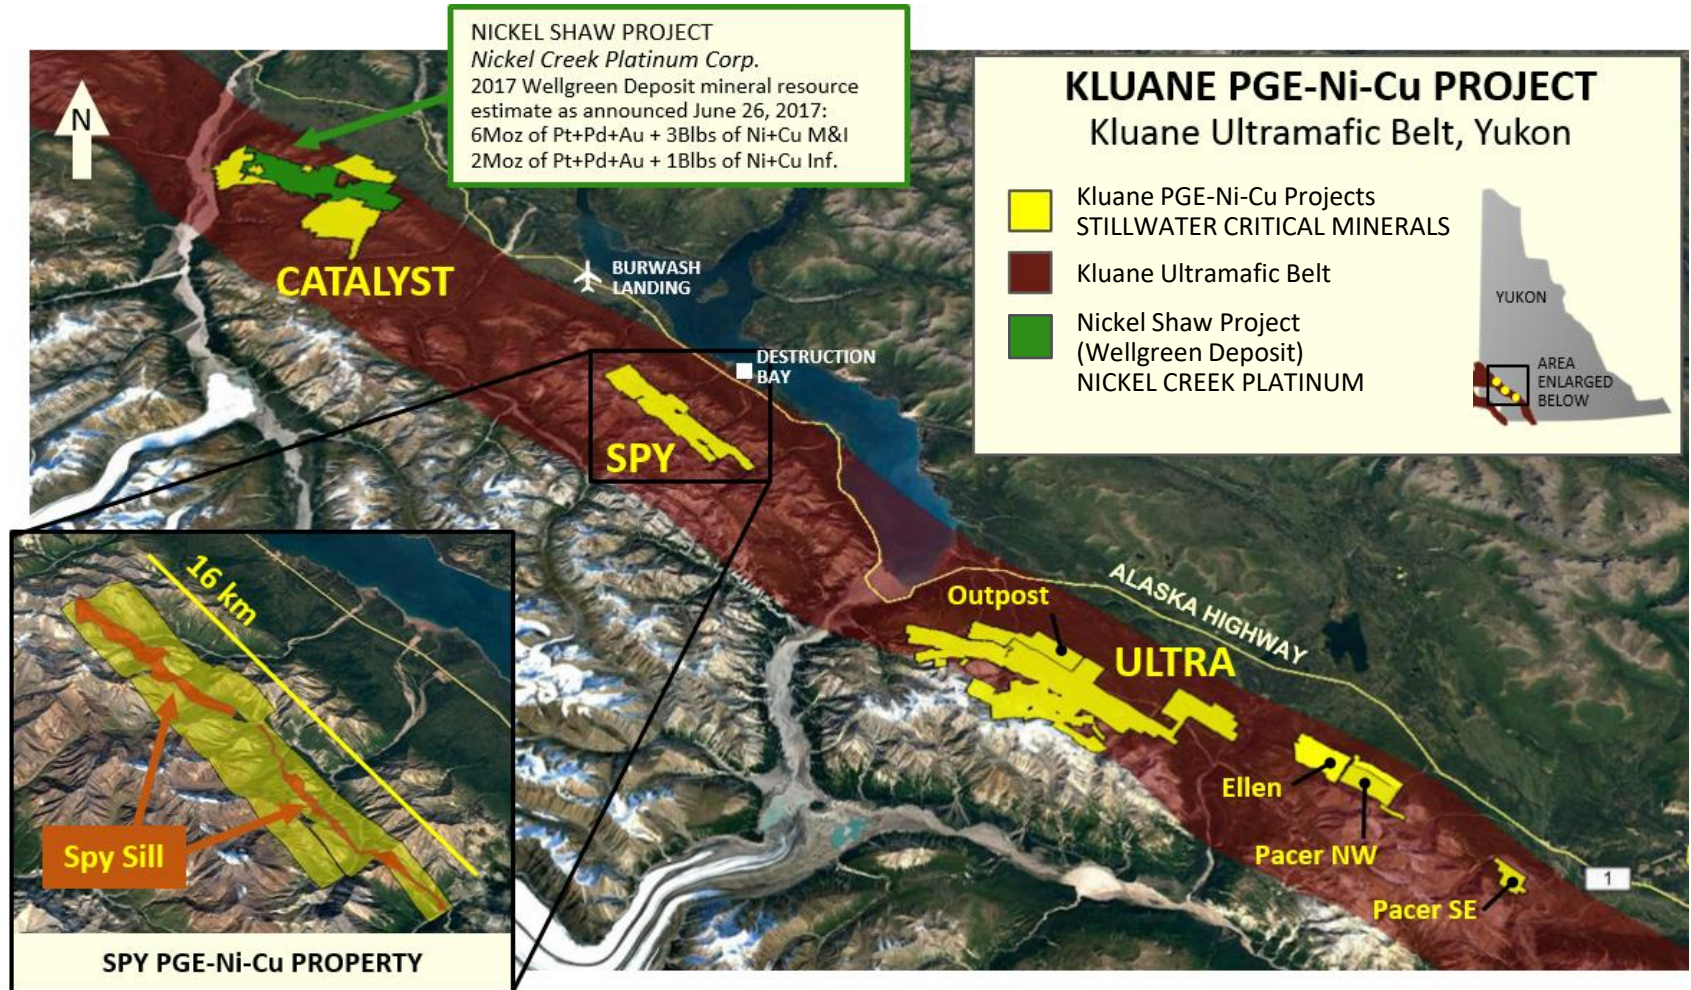 NICKEL SHAW PROJECT
Nickel Creek Platinum Corp.
2017 Wellgreen Deposit mineral resource
estimate as announced June 26, 2017:
6Moz of Pt+Pd+Au + 3Blbs of Ni+Cu M&I
2Moz of Pt+Pd+Au + 1Blbs of Ni+Cu Inf.
KLUANE PGE-Ni-Cu PROJECT
Kluane Ultramafic Belt, Yukon
Kluane PGE-Ni-Cu Projects
STILLWATER CRITICAL MINERALS
Kluane Ultramafic Belt
Nickel Shaw Project
(Wellgreen Deposit)
NICKEL CREEK PLATINUM
YUKON
AREA
ENLARGED
BELOW
N
CATALYST
BURWASH
LANDING
DESTRUCTION
BAY
SPY
ALASKA HIGHWAY
Outpost
ULTRA
Ellen
Pacer NW
Pacer SE
1
16 km
Spy Sill
SPY PGE-Ni-Cu PROPERTY